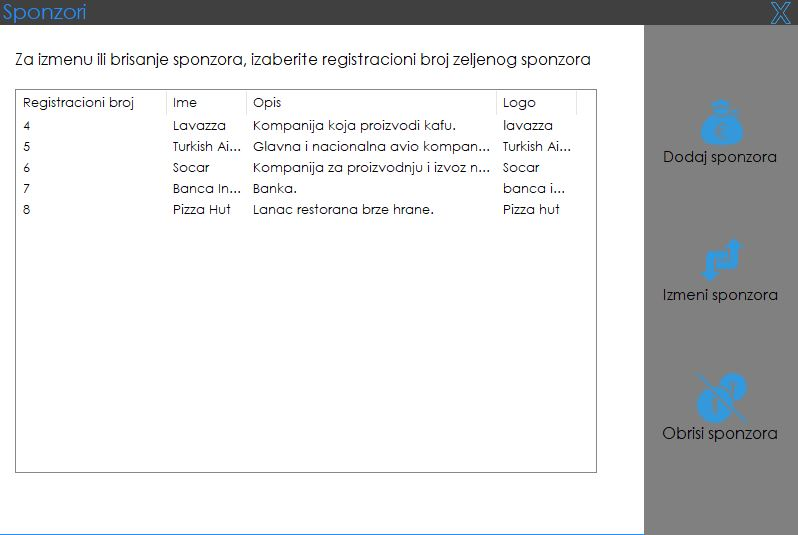 Sponzori X
Za izmenu ili brisanje sponzora, izaberite registracioni broj zeljenog sponzora
Registracioni broj Ime Opis Logo
4 Lavazza Kompanija koja proizvodi kafu. lavazza
5 Turkish Ai... Glavna i nacionalna avio kompan... Turkish Ai...
6 Socar Kompanija za proizvodnju i izvoz n... Socar
7 Banca In... Banka. banca i...
8 Pizza Hut Lanac restorana brze hrane. Pizza hut
Dodaj sponzora
Izmeni sponzora
Obrisi sponzora